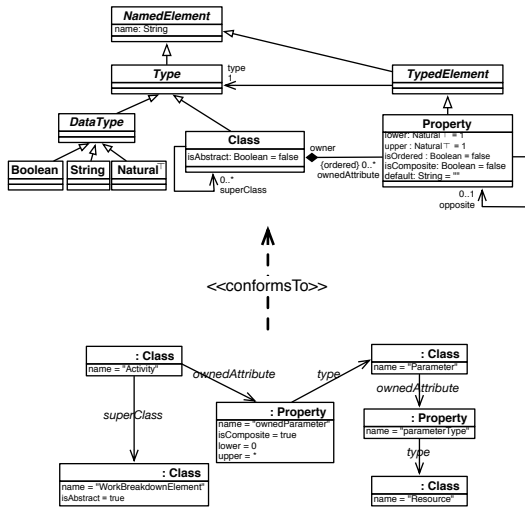 NamedElement
name: String
Type
type
1
TypedElement
DataType
Class
isAbstract: Boolean = false
owner
{ordered} 0..*
ownedAttribute
Property
lower: Natural⊤ = 1
upper : Natural⊤ = 1
isOrdered : Boolean = false
isComposite: Boolean = false
default: String = ""
Boolean
String
Natural⊤
0..*
superClass
0..1
opposite
<<conformsTo>>
: Class
name = "Activity"
ownedAttribute
type
: Class
name = "Parameter"
superClass
ownedAttribute
: Property
name = "ownedParameter"
isComposite = true
lower = 0
upper = *
: Property
name = "parameterType"
type
: Class
name = "WorkBreakdownElement"
isAbstract = true
: Class
name = "Resource"